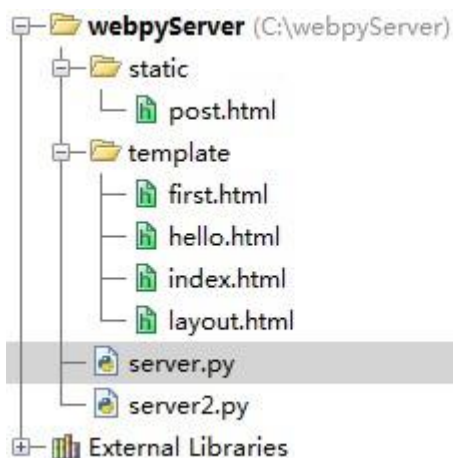 webpyServer (C:\webpyServer)
static
post.html
template
first.html
hello.html
index.html
layout.html
server.py
server2.py
External Libraries